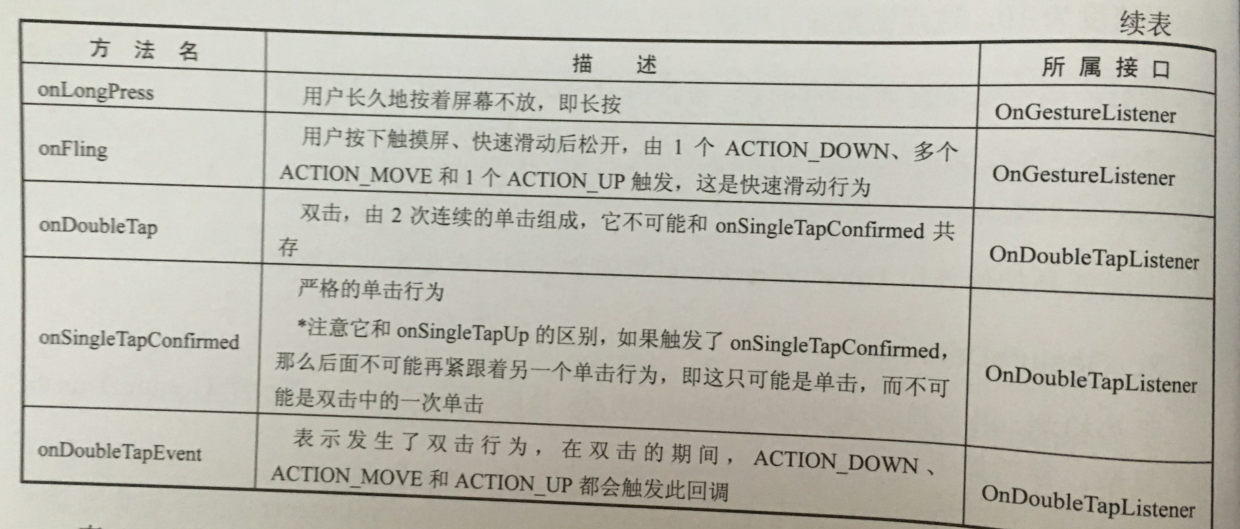 续表
方法名 描述 所属接口
onLongPress 用户长久地按着屏幕不放，即长按 OnGestureListener
onFling 用户按下触摸屏、快速滑动后松开，由 1 个 ACTION_DOWN、多个
ACTION_MOVE 和 1 个 ACTION_UP 触发，这是快速滑动行为 OnGestureListener
onDoubleTap 双击，由 2 次连续的单击组成，它不可能和 onSingleTapConfirmed 共
存 OnDoubleTapListener
严格的单击行为
onSingleTapConfirmed *注意它和 onSingleTapUp 的区别，如果触发了 onSingleTapConfirmed，
那么后面不可能再紧跟着另一个单击行为，即这只可能是单击，而不可 OnDoubleTapListener
能是双击中的一次单击
onDoubleTapEvent 表示发生了双击行为，在双击的期间，ACTION_DOWN、
ACTION_MOVE 和 ACTION_UP 都会触发此回调 OnDoubleTapListener